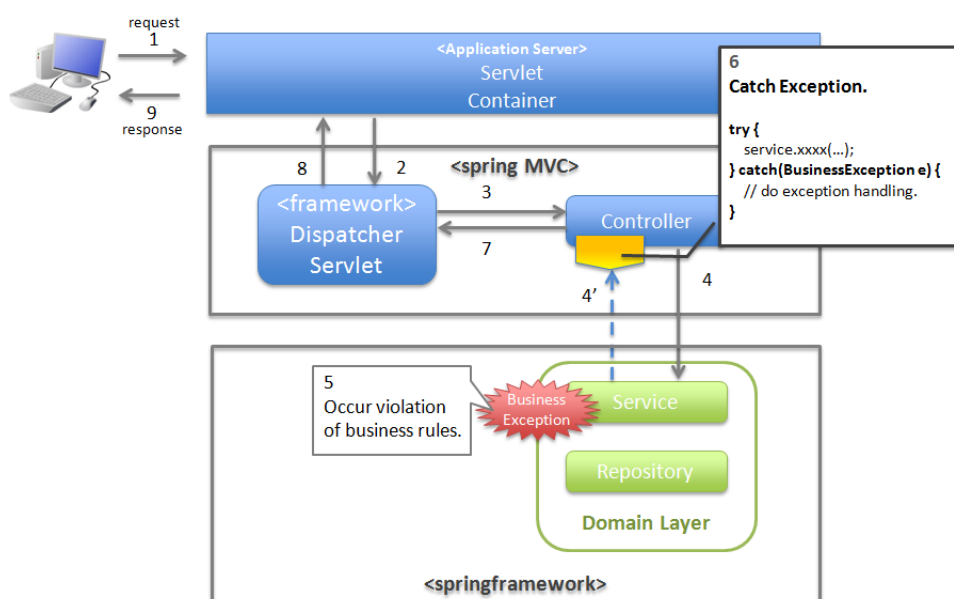 request
1
9
response
<Application Server>
Servlet
Container
6
Catch Exception.
try {
service.xxxx(...);
} catch(BusinessException e) {
// do exception handling.
}
8
2
<spring MVC>
<framework>
Dispatcher
Servlet
3
7
Controller
4'
4
5
Occur violation
of business rules.
Business
Exception
Service
Repository
Domain Layer
<springframework>